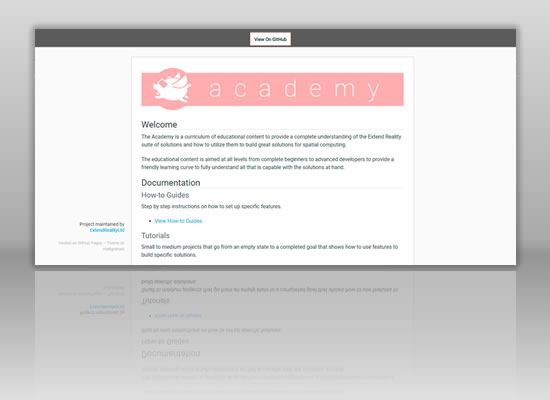 View On GitHub
academy
Welcome
The Academy is a curriculum of educational content to provide a complete understanding of the Extend Reality
suite of solutions and how to utilize them to build great solutions for spatial computing.
The educational content is aimed at all levels from complete beginners to advanced developers to provide a
friendly learning curve to fully understand all that is capable with the solutions at hand.
Documentation
How-to Guides
Step by step instructions on how to set up specific features.
View How-to Guides
Project maintained by
ExtendRealityLtd
Hosted on GitHub Pages — Theme by
mattgraham
Tutorials
Small to medium projects that go from an empty state to a completed goal that shows how to use features to
build specific solutions.